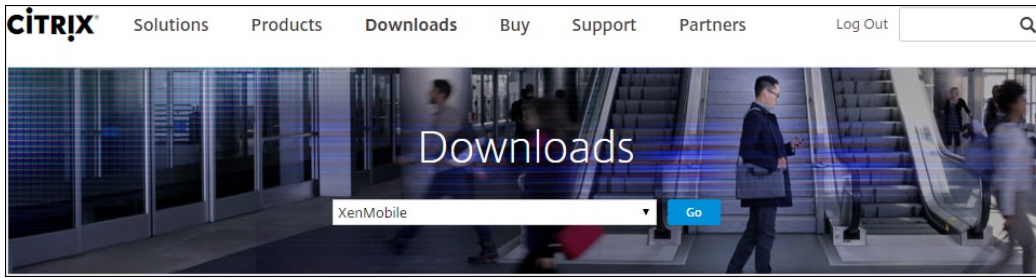 CITRIX Solutions Products Downloads Buy Support Partners Log Out
Downloads
XenMobile Go